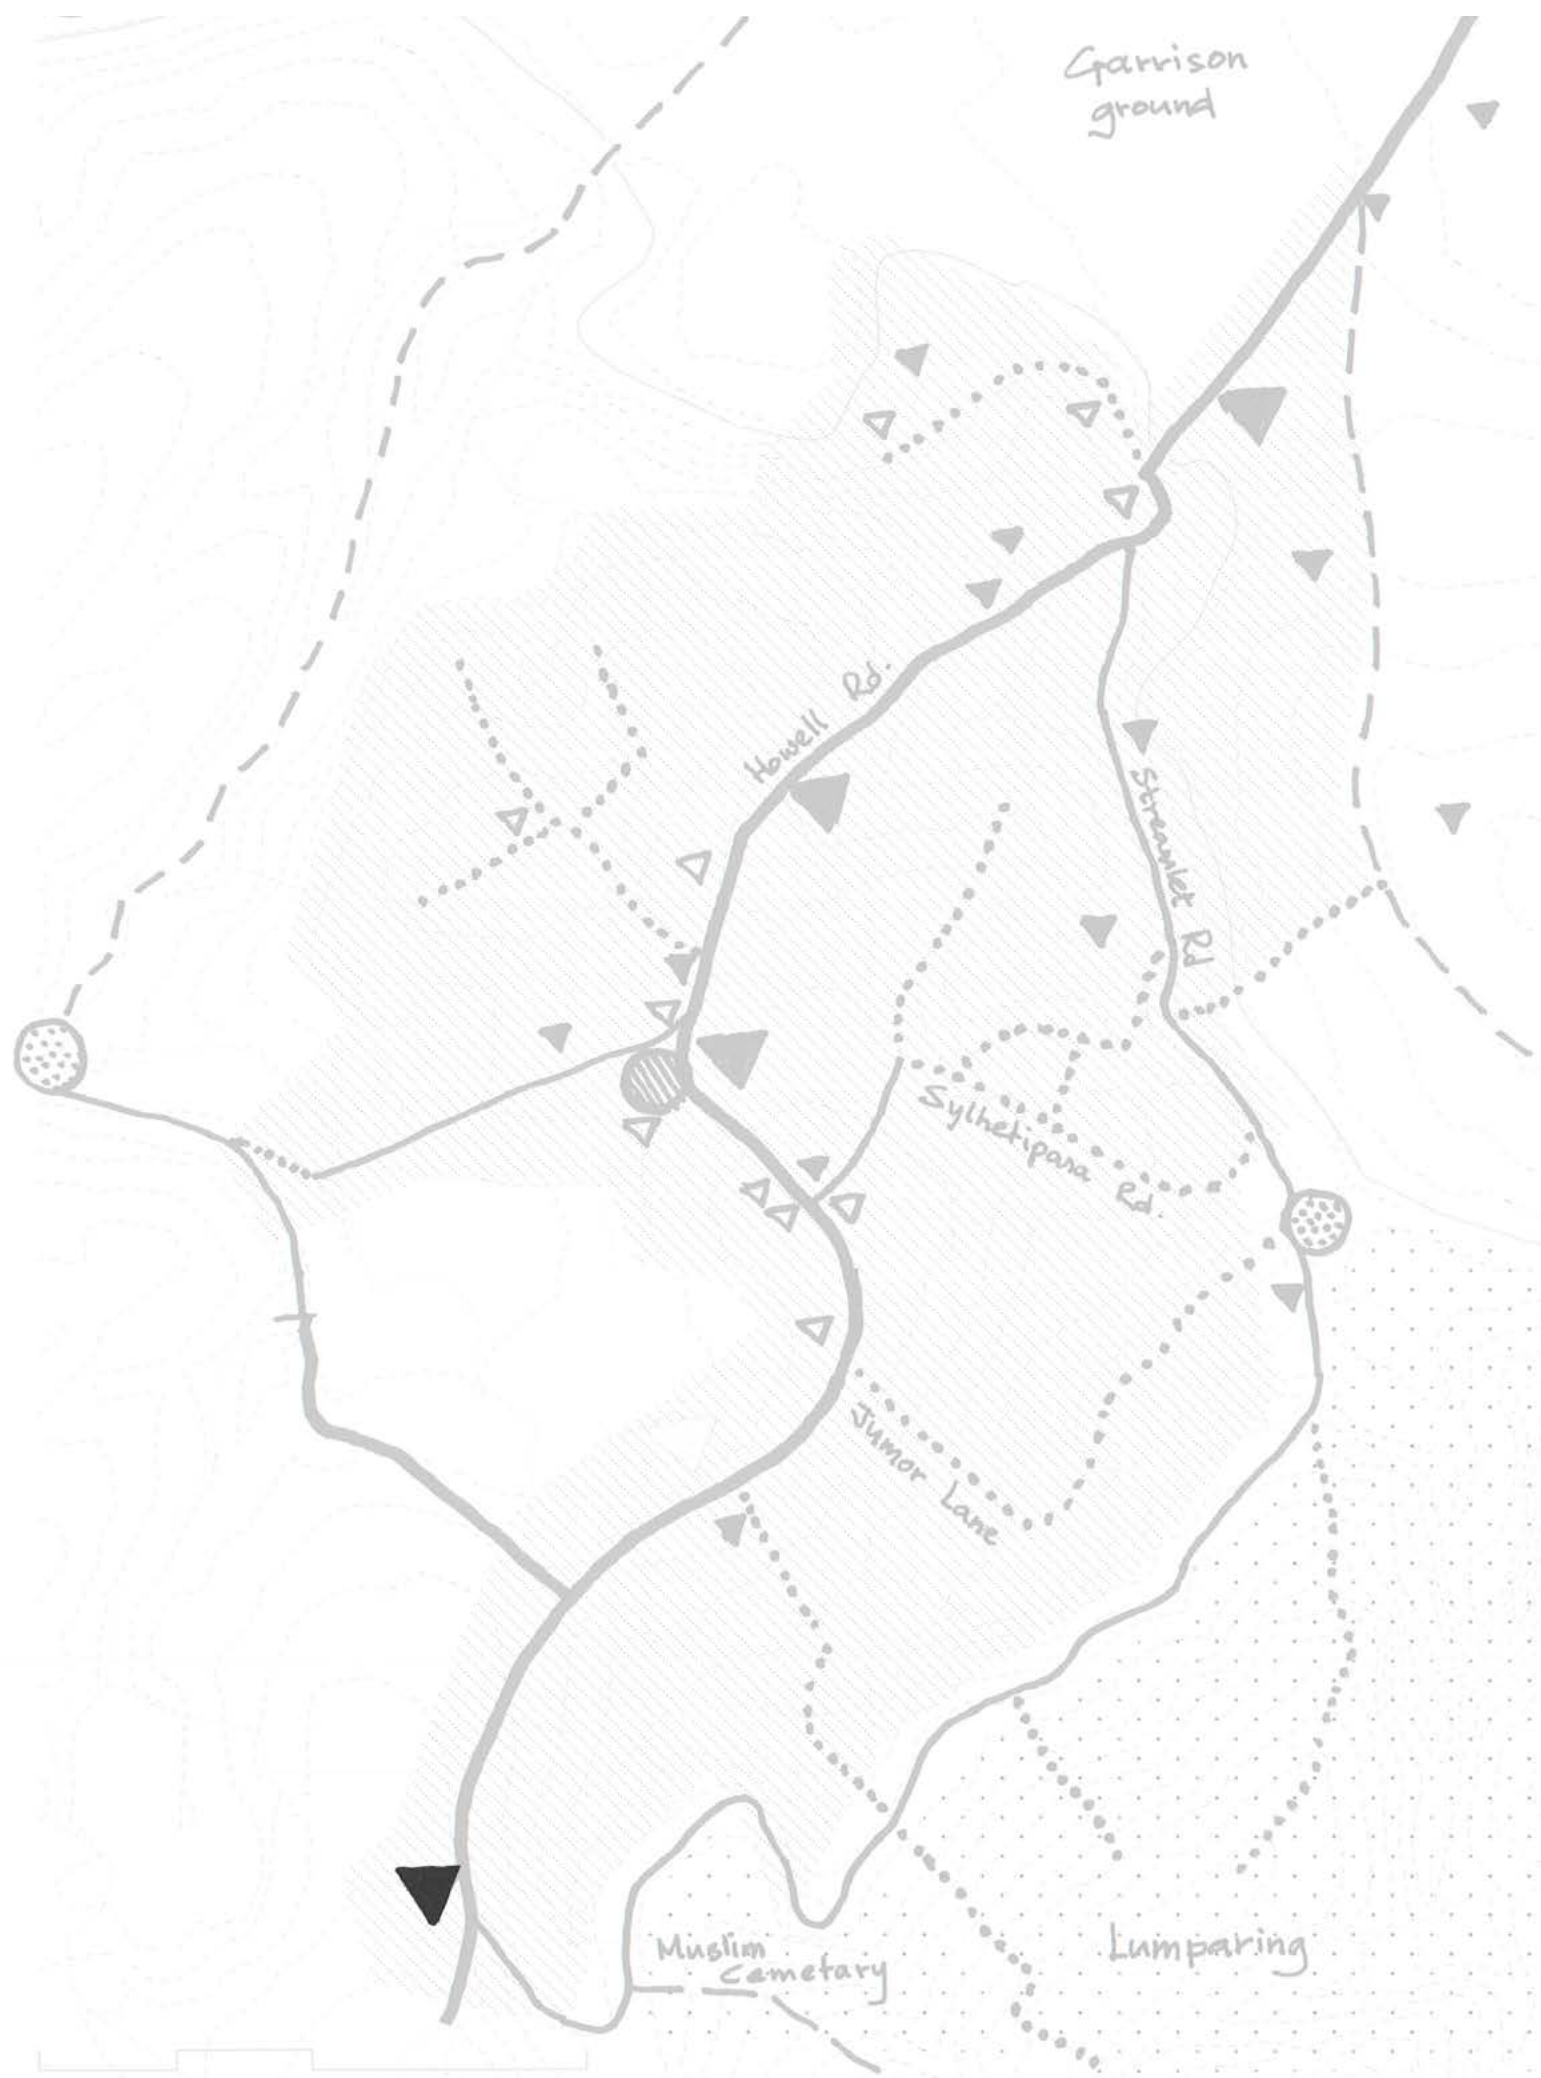 Garrison
ground
Howell Rd.
Streamlet Rd
Sylhetipara Rd.
Jumor Lane
Muslim
Cemetary
Lumparing